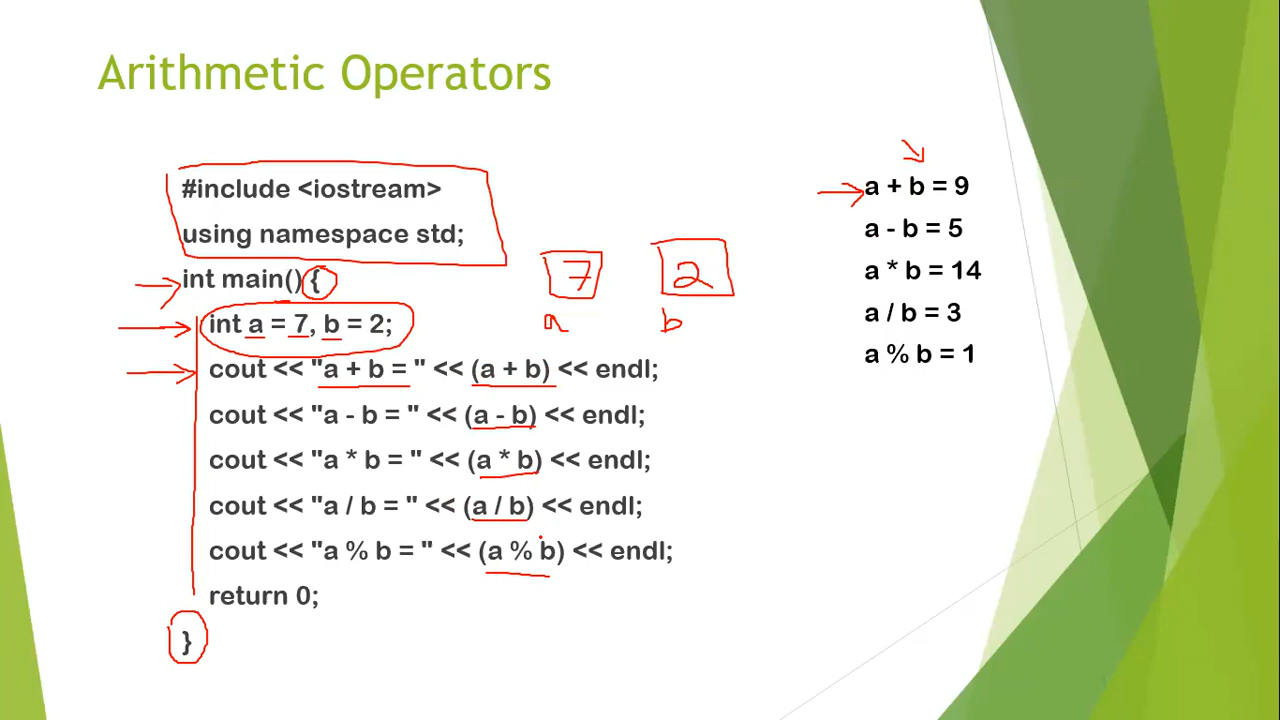 Arithmetic Operators
#include <iostream>
using namespace std;
int main() {
int a = 7, b = 2;
cout << "a + b = " << (a + b) << endl;
cout << "a - b = " << (a - b) << endl;
cout << "a * b = " << (a * b) << endl;
cout << "a / b = " << (a / b) << endl;
cout << "a % b = " << (a % b) << endl;
return 0;
}
7 2
a b
a + b = 9
a - b = 5
a * b = 14
a / b = 3
a % b = 1